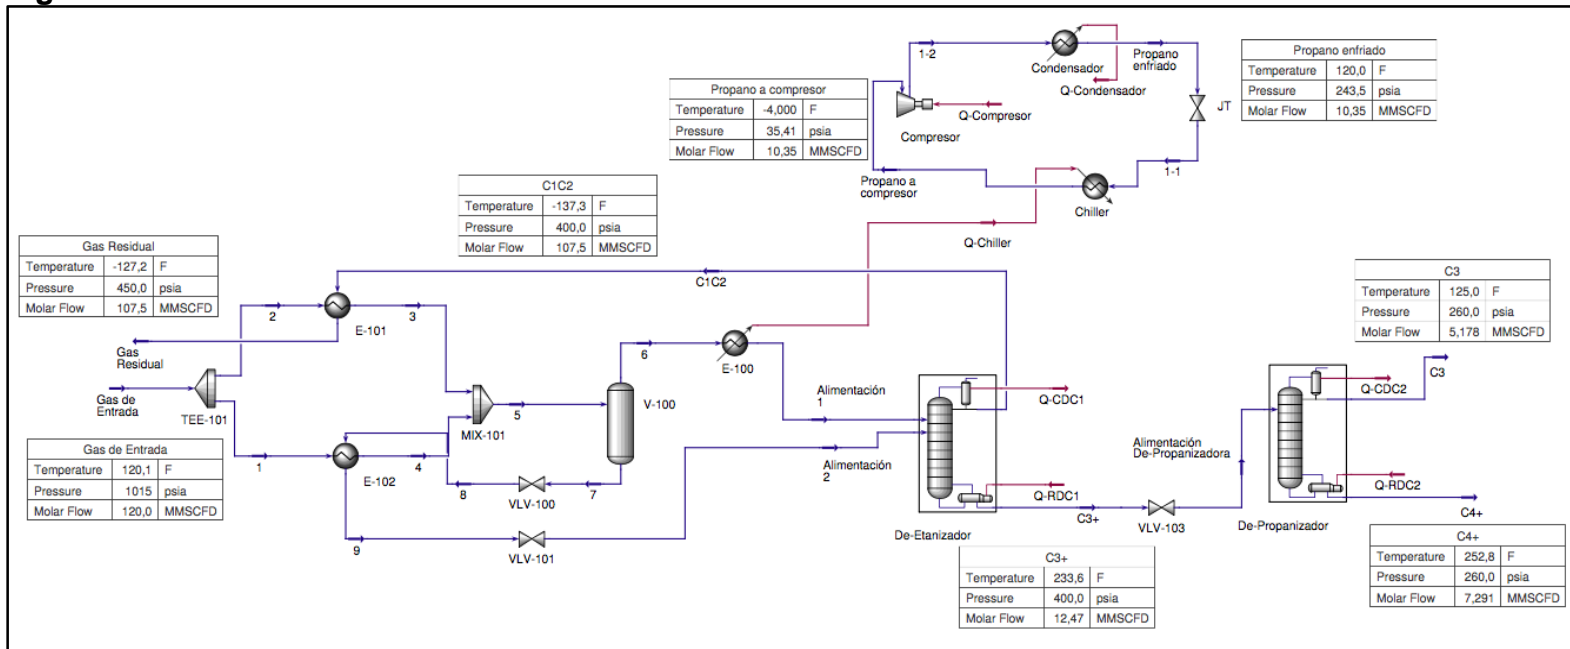 1-2
Condensador
Propano
enfriado
Q-Condensador
Propano enfriado
Temperature 120,0 F
Pressure 243,5 psia
Molar Flow 10,35 MMSCFD
Propano a compresor
Temperature -4,000 F
Pressure 35,41 psia
Molar Flow 10,35 MMSCFD
Q-Compresor
Compresor
JT
Propano a
compresor
1-1
Chiller
Q-Chiller
C1C2
Temperature -137,3 F
Pressure 400,0 psia
Molar Flow 107,5 MMSCFD
Gas Residual
Temperature -127,2 F
Pressure 450,0 psia
Molar Flow 107,5 MMSCFD
C1C2
2
E-101
3
Gas
Residual
Gas de
Entrada
TEE-101
1
E-102
4
MIX-101
5
V-100
6
E-100
7
VLV-100
8
9
VLV-101
Alimentación
1
Alimentación
2
Gas de Entrada
Temperature 120,1 F
Pressure 1015 psia
Molar Flow 120,0 MMSCFD
Q-CDC1
Q-RDC1
De-Etanizador
C3+
VLV-103
Alimentación
De-Propanizadora
C3
Temperature 125,0 F
Pressure 260,0 psia
Molar Flow 5,178 MMSCFD
Q-CDC2
C3
Q-RDC2
C4+
De-Propanizador
C3+
Temperature 233,6 F
Pressure 400,0 psia
Molar Flow 12,47 MMSCFD
C4+
Temperature 252,8 F
Pressure 260,0 psia
Molar Flow 7,291 MMSCFD